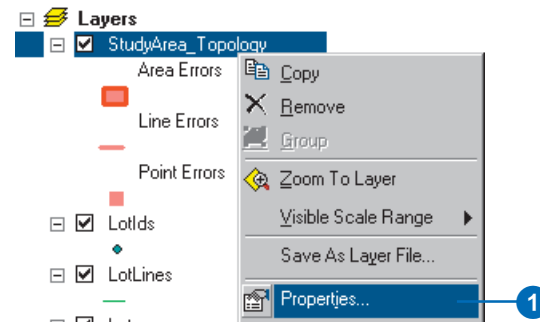 Layers
StudyArea_Topology
Area Errors
Copy
Remove
Line Errors
Group
Point Errors
Zoom To Layer
Visible Scale Range
LotIds
Save As Layer File...
LotLines
Properties...
1